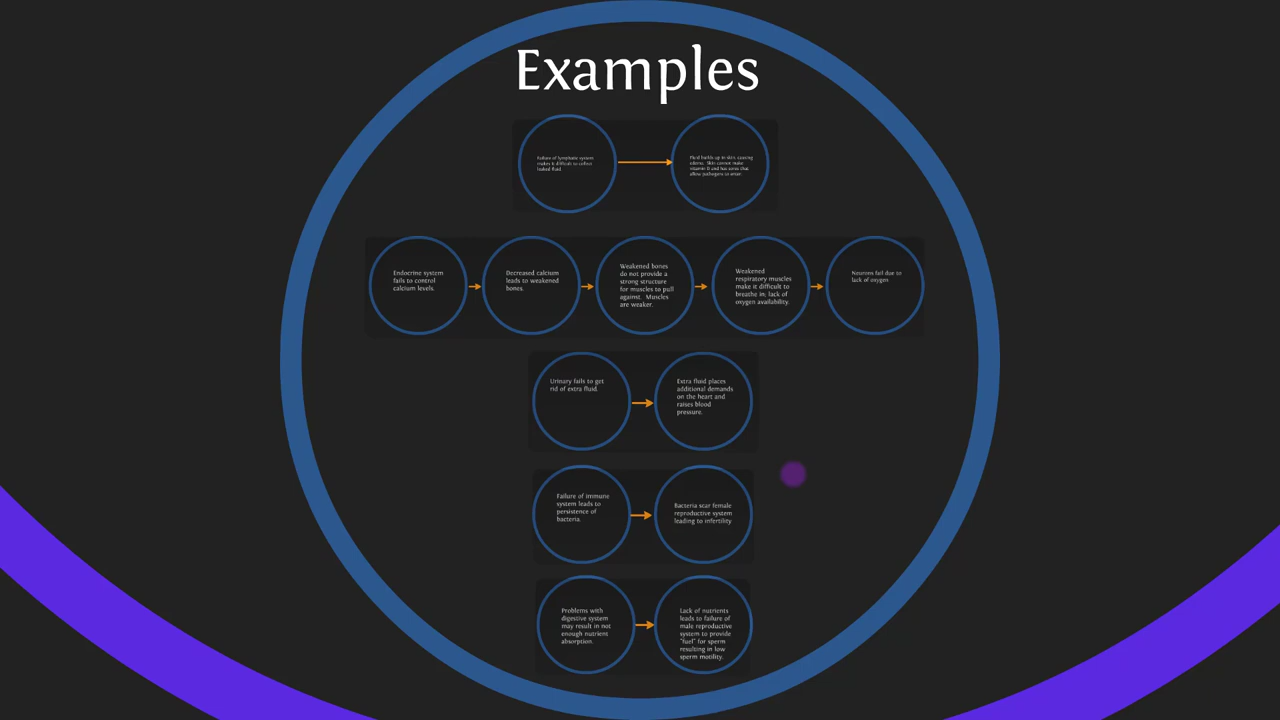 Examples
Failure of lymphatic system
makes it difficult to collect
leaked fluid.
Fluid builds up in skin causing
edema. Skin cannot make
vitamin D and has sores that
allow pathogens to enter.
Endocrine system
fails to control
calcium levels.
Decreased calcium
leads to weakened
bones.
Weakened bones
do not provide a
strong structure
for muscles to pull
against. Muscles
are weaker.
Weakened
respiratory muscles
make it difficult to
breathe in; lack of
oxygen availability.
Neurons fail due to
lack of oxygen
Urinary fails to get
rid of extra fluid.
Extra fluid places
additional demands
on the heart and
raises blood
pressure.
Failure of immune
system leads to
persistence of
bacteria.
Bacteria scar female
reproductive system
leading to infertility
Problems with
digestive system
may result in not
enough nutrient
absorption.
Lack of nutrients
leads to failure of
male reproductive
system to provide
"fuel" for sperm
resulting in low
sperm motility.